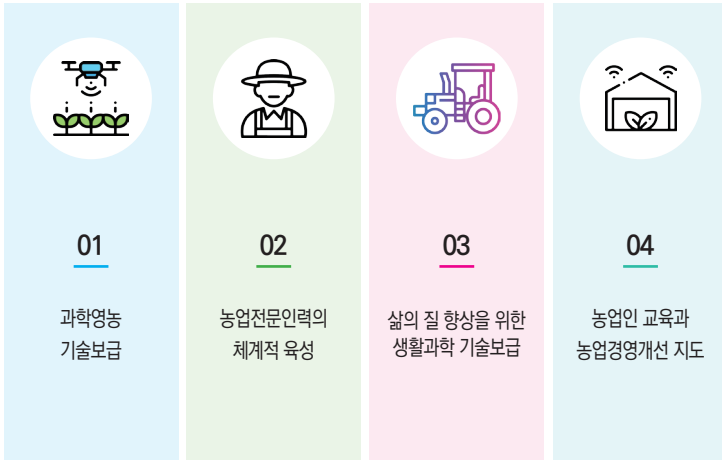 01
과학영농
기술보급
02
농업전문인력의
체계적 육성
03
삶의 질 향상을 위한
생활과학 기술보급
04
농업인 교육과
농업경영개선 지도